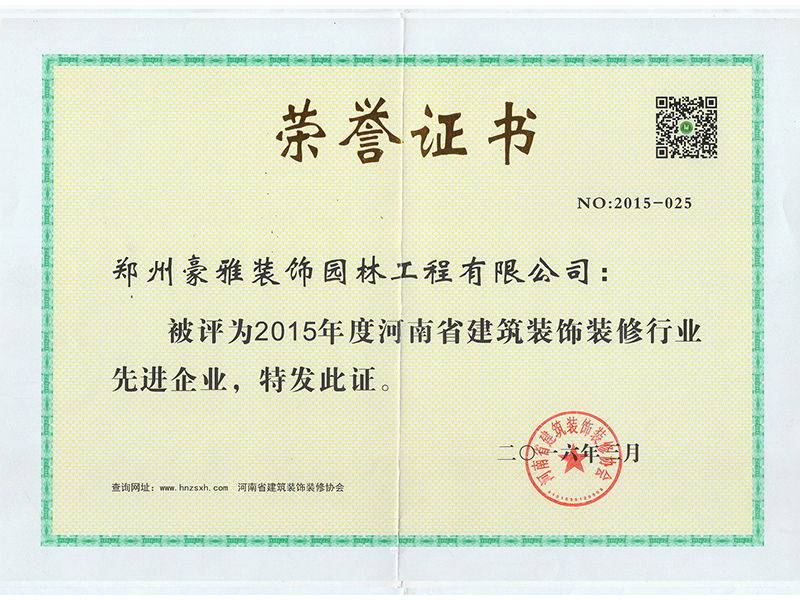 荣誉证书
NO:2015-025
郑州豪雅装饰园林工程有限公司：
被评为2015年度河南省建筑装饰装修行业
先进企业，特发此证。
二〇一六年三月
河南省建筑装饰装修协会
查询网址：www.hnzsxh.com 河南省建筑装饰装修协会